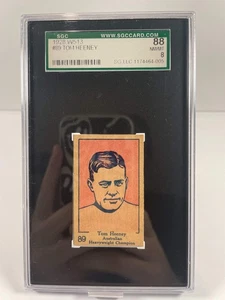 SGC
WWW.SGCCARD.COM
88
1928 W513
#89 TOM HEENEY
NM/MT
8
Tom Heeney
Australian
89
Heavyweight Champion